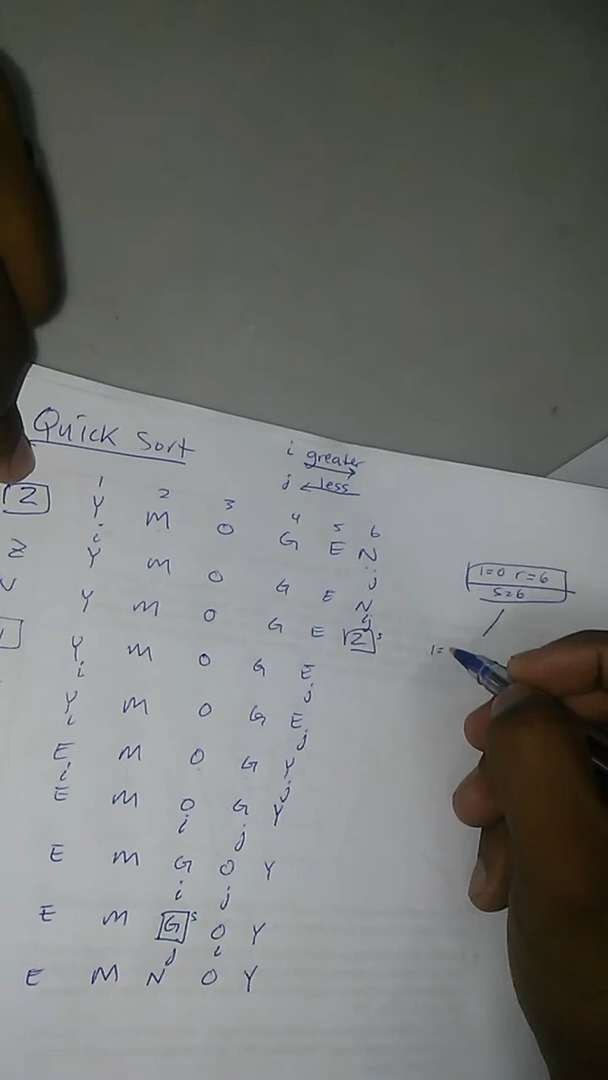 Quick Sort
i greater
j less
1 2 3 4 5 6
Z Y M O G E N
i j
Z Y M O G E N
j
Y M O G E Z s
Y M O G E
i j
Y M O G E
i j
E M O G Y
i j
E M O G Y
i j
E M G O Y
i j
E M G s O Y
j i
E M N O Y
l=0 r=6
s=6
l=